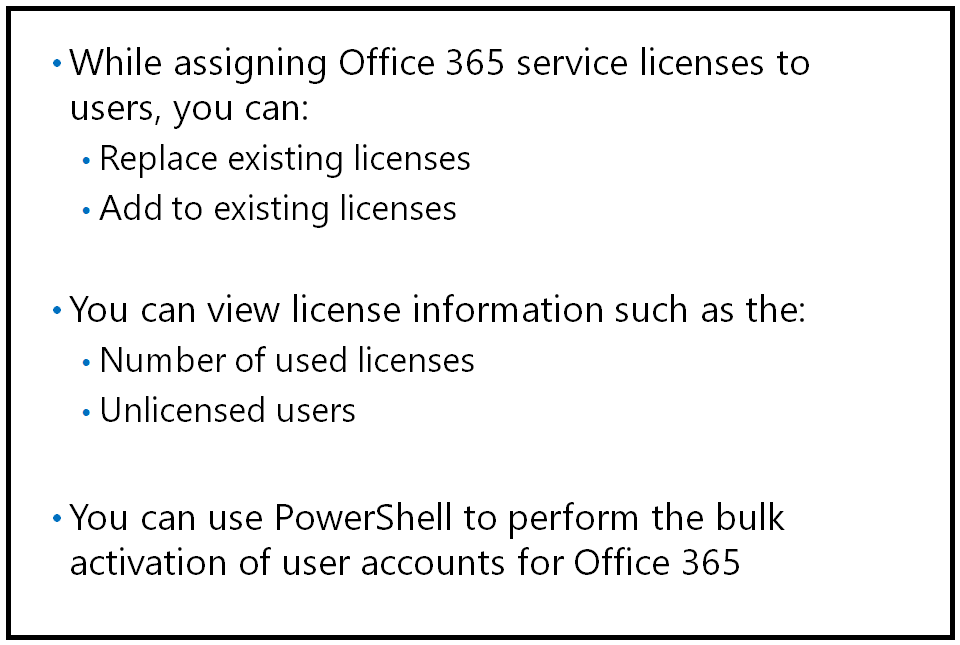 • While assigning Office 365 service licenses to
users, you can:
• Replace existing licenses
• Add to existing licenses
• You can view license information such as the:
• Number of used licenses
• Unlicensed users
• You can use PowerShell to perform the bulk
activation of user accounts for Office 365